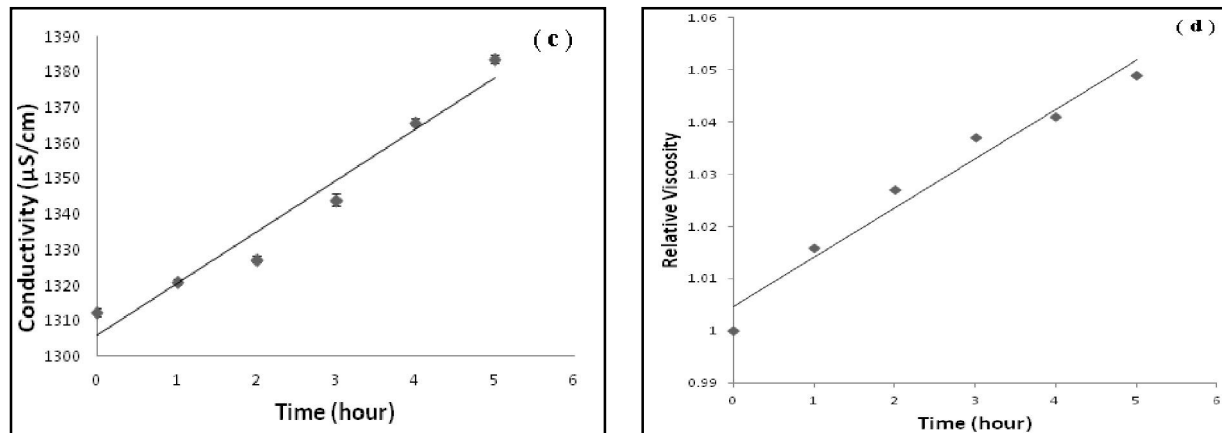 ( c )
1390
1380
1370
1360
1350
1340
1330
1320
1310
1300
Conductivity (µS/cm)
0 1 2 3 4 5 6
Time (hour)
( d )
1.06
1.05
1.04
1.03
1.02
1.01
1
0.99
Relative Viscosity
0 1 2 3 4 5 6
Time (hour)